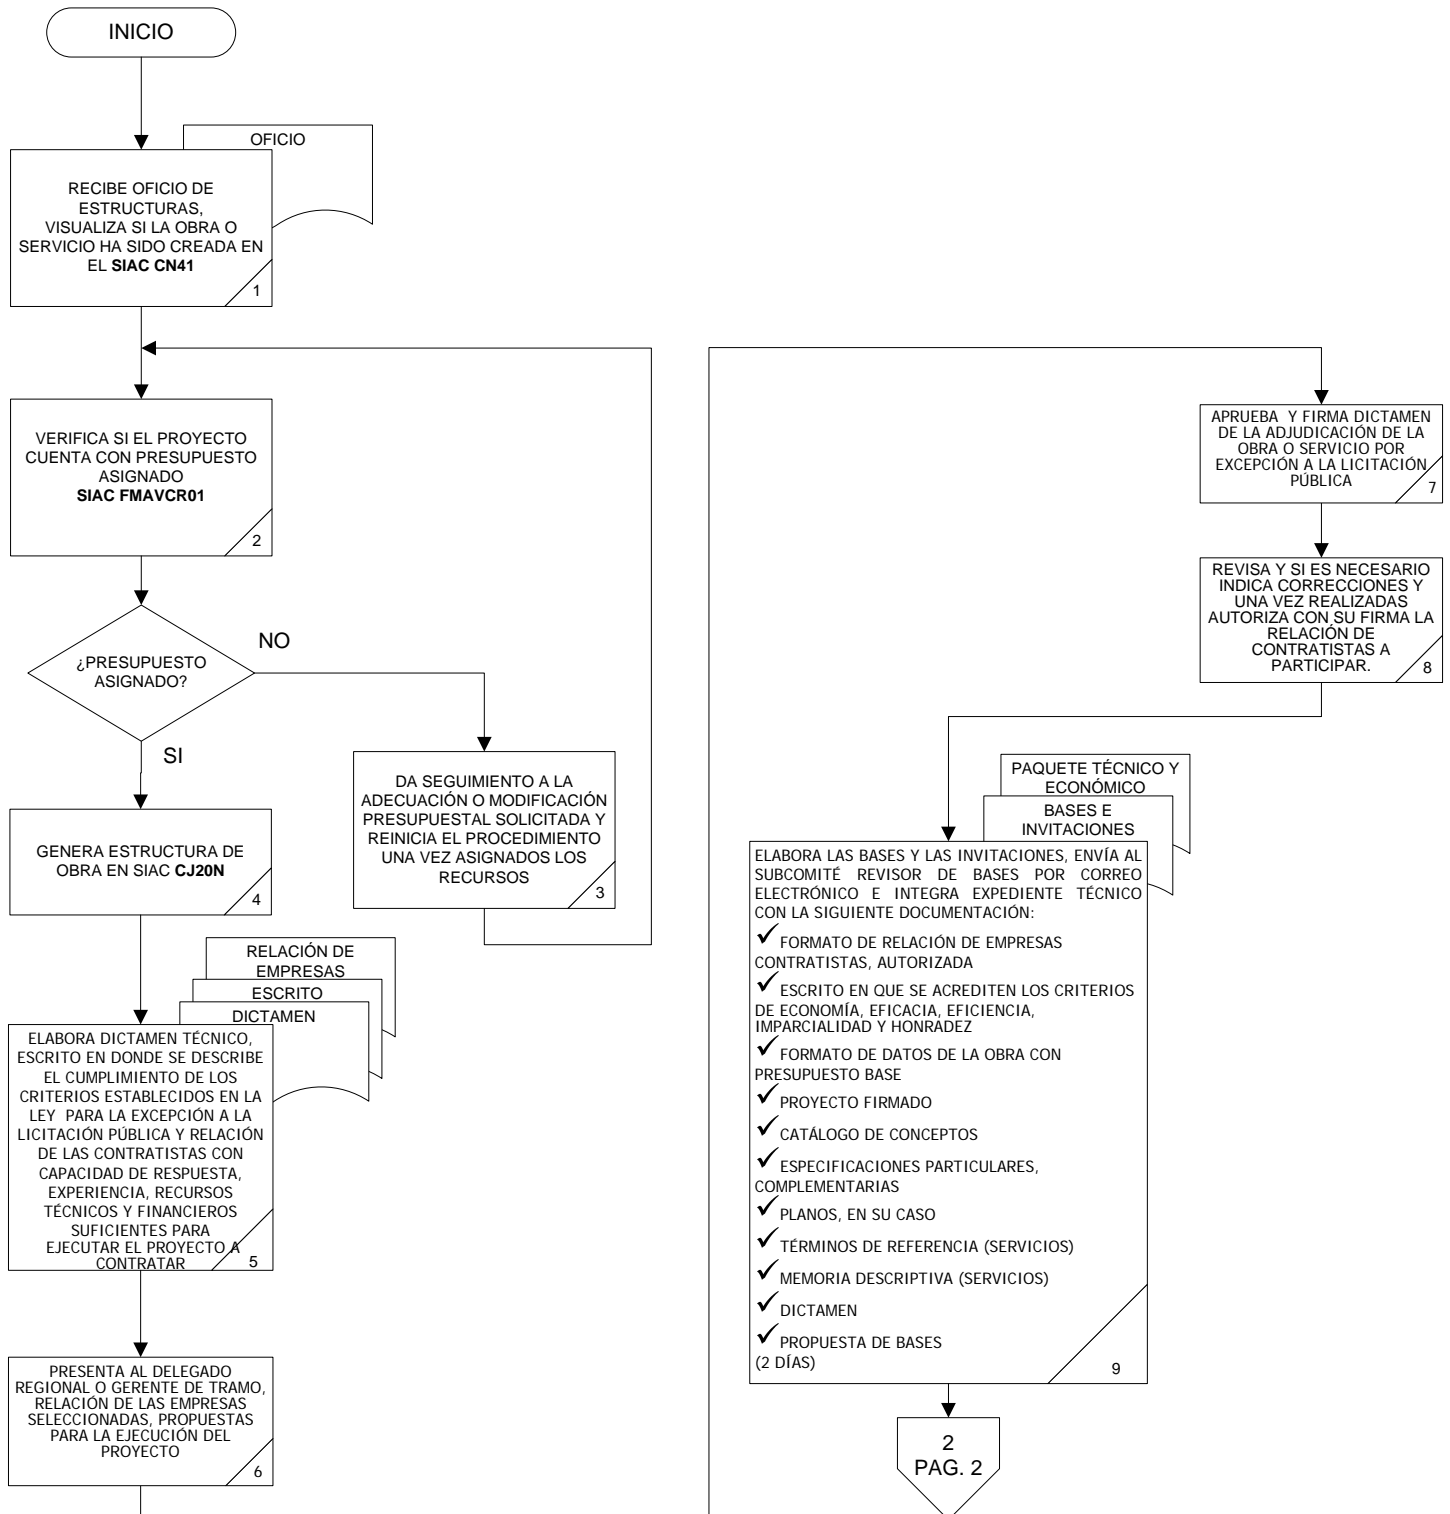 INICIO
OFICIO
RECIBE OFICIO DE
ESTRUCTURAS,
VISUALIZA SI LA OBRA O
SERVICIO HA SIDO CREADA EN
EL SIAC CN41
1
VERIFICA SI EL PROYECTO
CUENTA CON PRESUPUESTO
ASIGNADO
SIAC FMAVCR01
2
¿PRESUPUESTO
ASIGNADO?
NO
SI
DA SEGUIMIENTO A LA
ADECUACIÓN O MODIFICACIÓN
PRESUPUESTAL SOLICITADA Y
REINICIA EL PROCEDIMIENTO
UNA VEZ ASIGNADOS LOS
RECURSOS
3
GENERA ESTRUCTURA DE
OBRA EN SIAC CJ20N
4
RELACIÓN DE
EMPRESAS
ESCRITO
DICTAMEN
ELABORA DICTAMEN TÉCNICO,
ESCRITO EN DONDE SE DESCRIBE
EL CUMPLIMIENTO DE LOS
CRITERIOS ESTABLECIDOS EN LA
LEY PARA LA EXCEPCIÓN A LA
LICITACIÓN PÚBLICA Y RELACIÓN
DE LAS CONTRATISTAS CON
CAPACIDAD DE RESPUESTA,
EXPERIENCIA, RECURSOS
TÉCNICOS Y FINANCIEROS
SUFICIENTES PARA
EJECUTAR EL PROYECTO A
CONTRATAR
5
PRESENTA AL DELEGADO
REGIONAL O GERENTE DE TRAMO,
RELACIÓN DE LAS EMPRESAS
SELECCIONADAS, PROPUESTAS
PARA LA EJECUCIÓN DEL
PROYECTO
6
APRUEBA Y FIRMA DICTAMEN
DE LA ADJUDICACIÓN DE LA
OBRA O SERVICIO POR
EXCEPCIÓN A LA LICITACIÓN
PÚBLICA
7
REVISA Y SI ES NECESARIO
INDICA CORRECCIONES Y
UNA VEZ REALIZADAS
AUTORIZA CON SU FIRMA LA
RELACIÓN DE
CONTRATISTAS A
PARTICIPAR.
8
PAQUETE TÉCNICO Y
ECONÓMICO
BASES E
INVITACIONES
ELABORA LAS BASES Y LAS INVITACIONES, ENVÍA AL
SUBCOMITÉ REVISOR DE BASES POR CORREO
ELECTRÓNICO E INTEGRA EXPEDIENTE TÉCNICO
CON LA SIGUIENTE DOCUMENTACIÓN:
✓ FORMATO DE RELACIÓN DE EMPRESAS
CONTRATISTAS, AUTORIZADA
✓ ESCRITO EN QUE SE ACREDITEN LOS CRITERIOS
DE ECONOMÍA, EFICACIA, EFICIENCIA,
IMPARCIALIDAD Y HONRADEZ
✓ FORMATO DE DATOS DE LA OBRA CON
PRESUPUESTO BASE
✓ PROYECTO FIRMADO
✓ CATÁLOGO DE CONCEPTOS
✓ ESPECIFICACIONES PARTICULARES,
COMPLEMENTARIAS
✓ PLANOS, EN SU CASO
✓ TÉRMINOS DE REFERENCIA (SERVICIOS)
✓ MEMORIA DESCRIPTIVA (SERVICIOS)
✓ DICTAMEN
✓ PROPUESTA DE BASES
(2 DÍAS)
9
2
PAG. 2